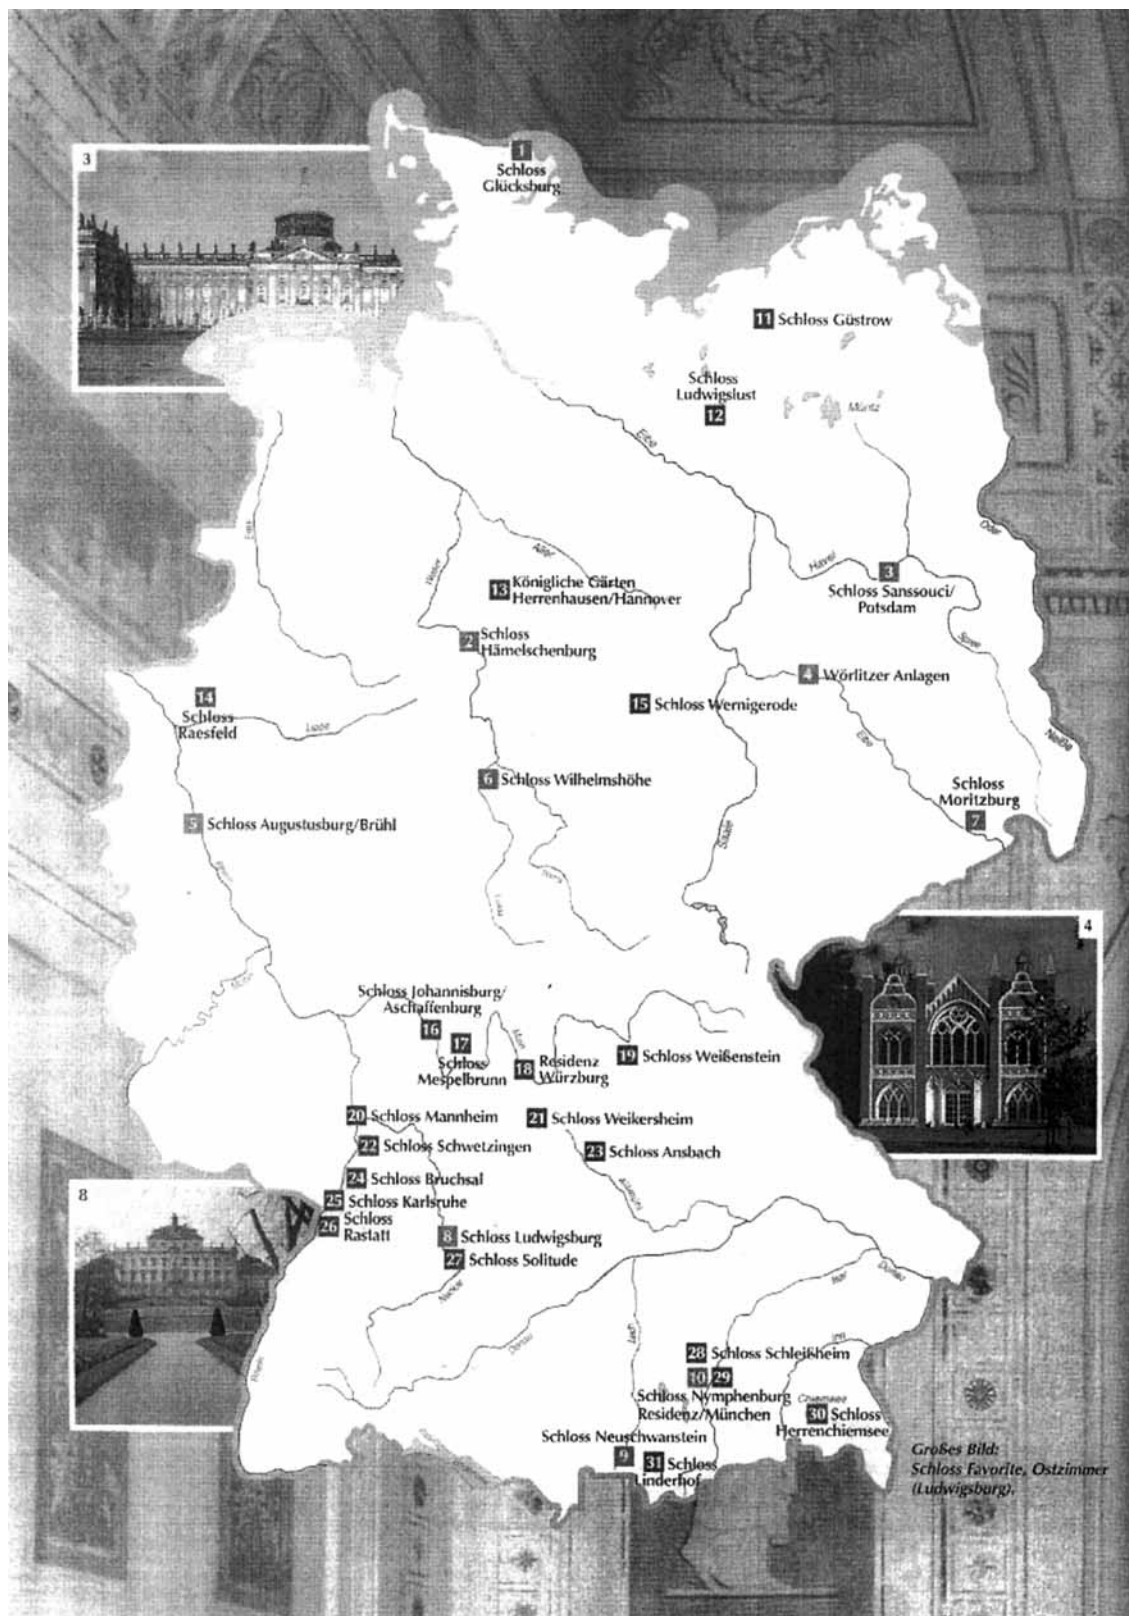 3
1
Schloss
Glücksburg
11 Schloss Güstrow
Schloss
Ludwigslust
12
Müritz
Elbe
Ems
Weser
Aller
Havel
Oder
3
Schloss Sanssouci/
Potsdam
13 Königliche Gärten
Herrenhausen/Hannover
2 Schloss
Hämelschenburg
Spree
4 Wörlitzer Anlagen
14
Schloss
Raesfeld
Lippe
15 Schloss Wernigerode
Elbe
Neiße
6 Schloss Wilhelmshöhe
Schloss
Moritzburg
7
5 Schloss Augustusburg/Brühl
Saale
4
Schloss Johannisburg/
Aschaffenburg
16
17
Schloss
Mespelbrunn
Main
18 Residenz
Würzburg
19 Schloss Weißenstein
20 Schloss Mannheim
21 Schloss Weikersheim
22 Schloss Schwetzingen
23 Schloss Ansbach
24 Schloss Bruchsal
8
25 Schloss Karlsruhe
26 Schloss
Rastatt
8 Schloss Ludwigsburg
27 Schloss Solitude
Neckar
Donau
Isar
Donau
Lech
Inn
Rhein
28 Schloss Schleißheim
10 29
Schloss Nymphenburg
Residenz/München
Chiemsee
30 Schloss
Herrenchiemsee
Schloss Neuschwanstein
9
31 Schloss
Linderhof
Großes Bild:
Schloss Favorite, Ostzimmer
(Ludwigsburg).